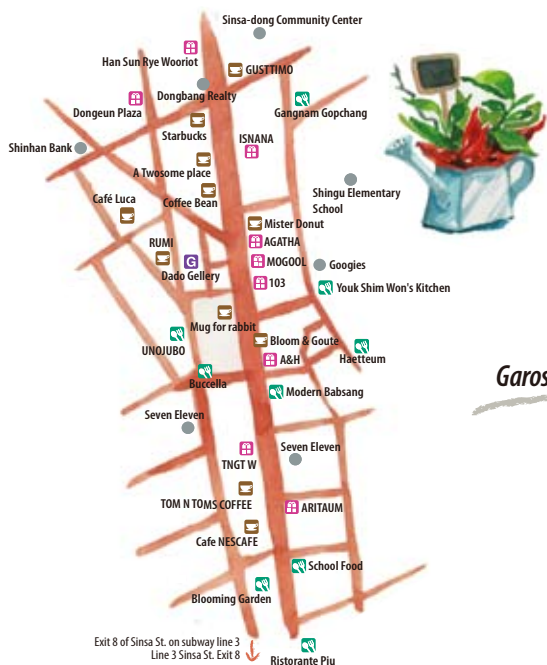 Sinsa-dong Community Center
Han Sun Rye Wooriot
GUSTTIMO
Dongbang Realty
Dongeun Plaza
Gangnam Gopchang
Starbucks
ISNANA
Shinhan Bank
A Twosome place
Shingu Elementary
School
Café Luca
Coffee Bean
Mister Donut
RUMI
AGATHA
G
Dado Gellery
MOGOOL
Googies
103
Youk Shim Won's Kitchen
Mug for rabbit
UNOJUBO
Bloom & Goute
A&H
Haetteum
Buccella
Garos
Modern Babsang
Seven Eleven
Seven Eleven
TNGT W
TOM N TOMS COFFEE
ARITAUM
Cafe NESCAFE
School Food
Blooming Garden
Exit 8 of Sinsa St. on subway line 3
Line 3 Sinsa St. Exit 8
Ristorante Piu